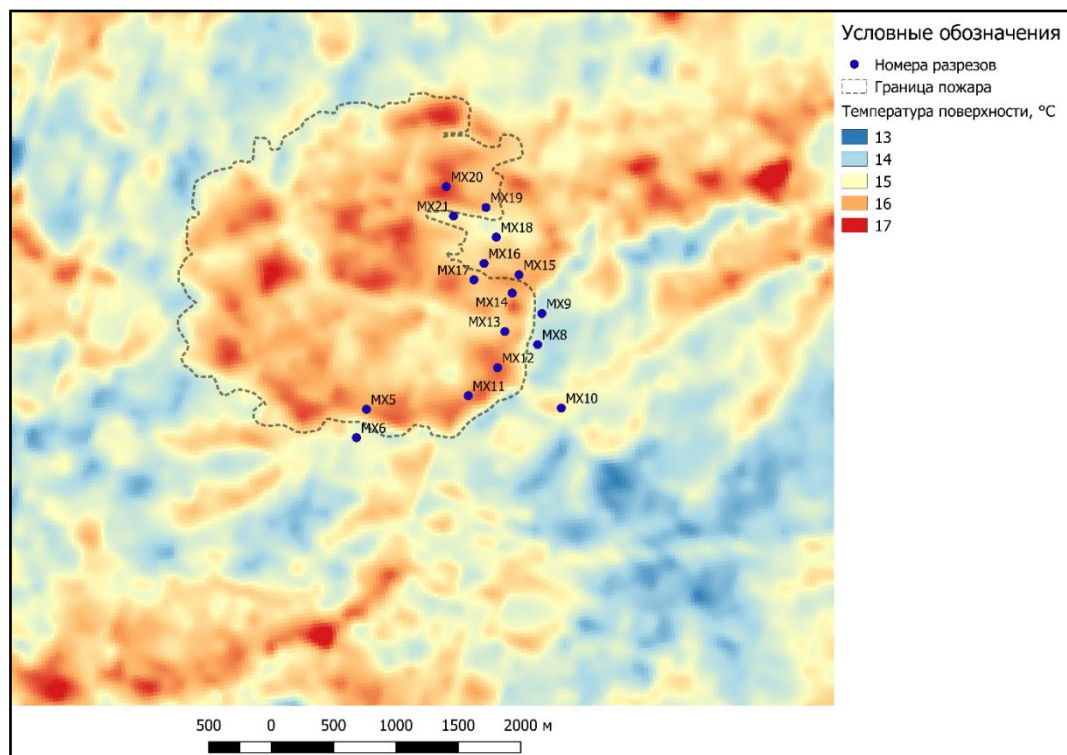 Условные обозначения
Номера разрезов
Граница пожара
Температура поверхности, °C
13
14
15
16
17
MX20
MX19
MX21
MX18
MX16
MX15
MX17
MX14
MX9
MX13
MX8
MX12
MX11
MX5
MX10
MX6
500 0 500 1000 1500 2000 м